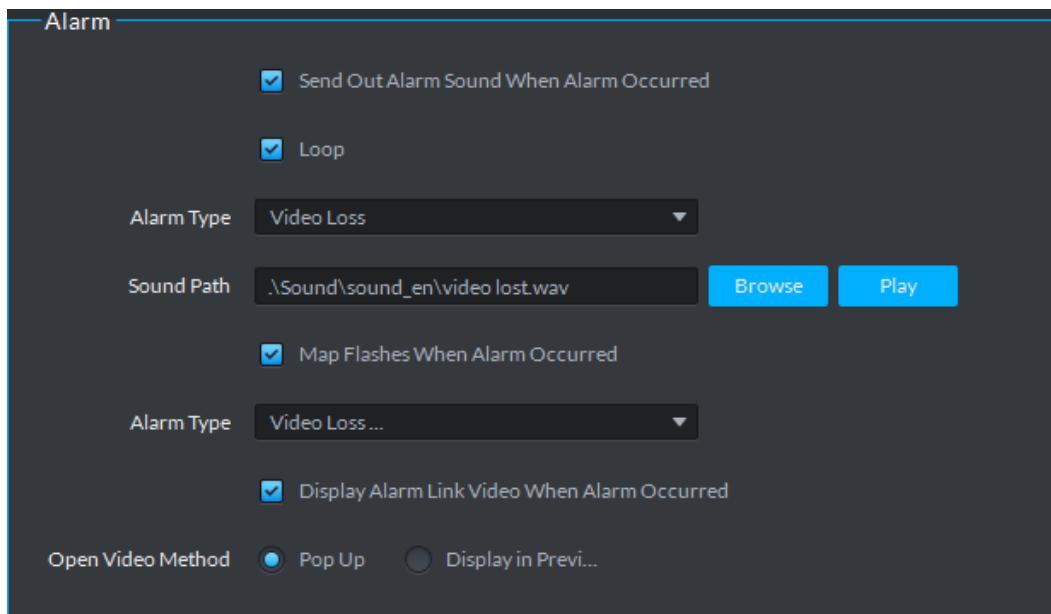 Alarm
Send Out Alarm Sound When Alarm Occurred
Loop
Alarm Type Video Loss
Sound Path .\Sound\sound_en\video lost.wav Browse Play
Map Flashes When Alarm Occurred
Alarm Type Video Loss ...
Display Alarm Link Video When Alarm Occurred
Open Video Method Pop Up Display in Previ...